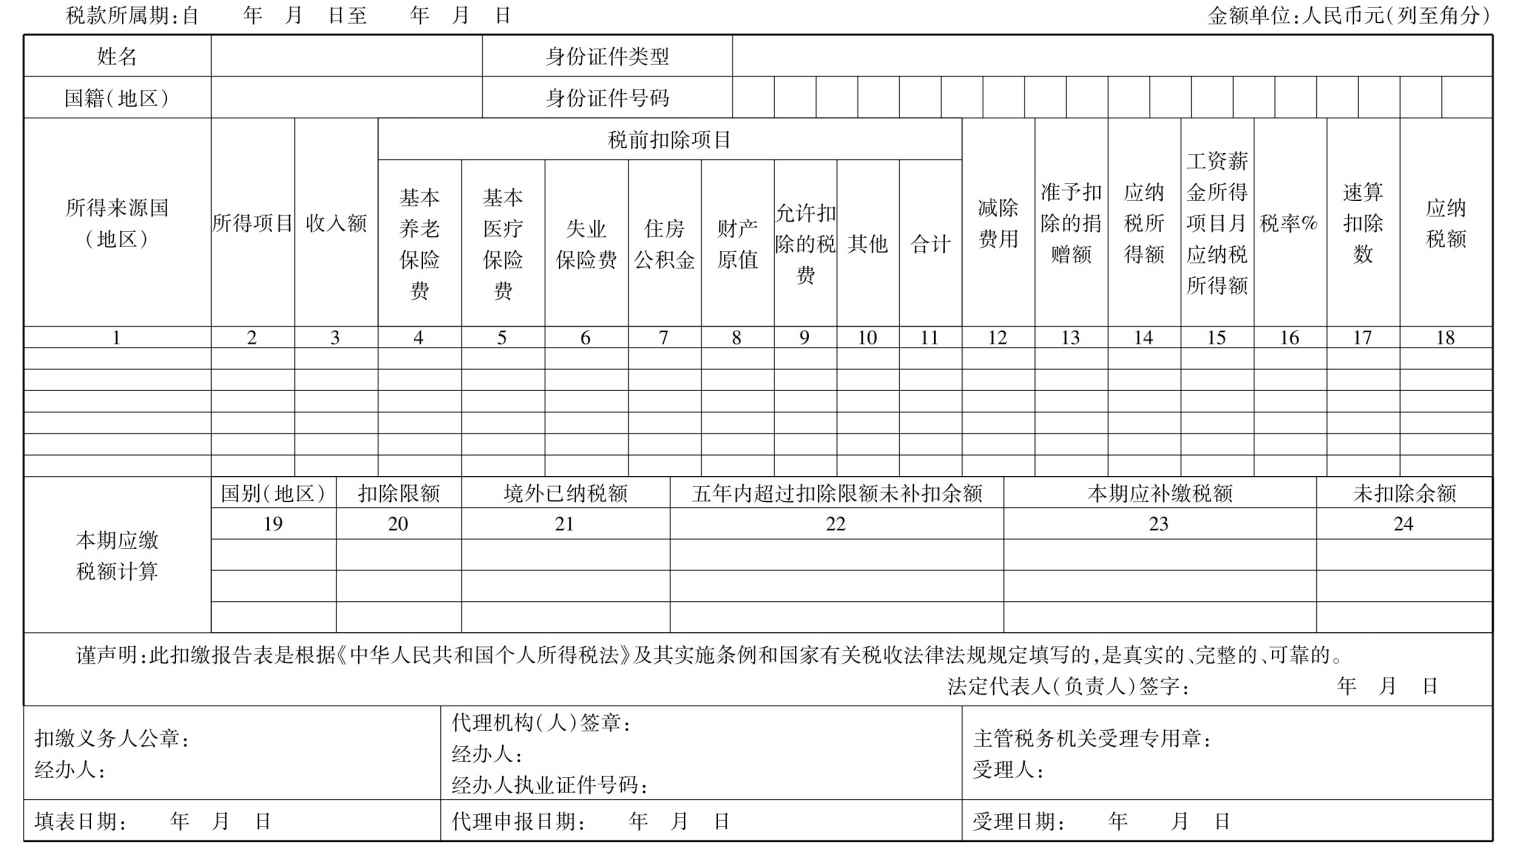 税款所属期:自 年 月 日至 年 月 日 金额单位:人民币元(列至角分)
姓名 身份证件类型
国籍(地区) 身份证件号码
所得来源国
(地区)
所得项目
收入额
税前扣除项目
基本
养老
保险
费
基本
医疗
保险
费
失业
保险费
住房
公积金
财产
原值
允许扣
除的税
费
其他
合计
减除
费用
准予扣
除的捐
赠额
应纳
税所
得额
工资薪
金所得
项目月
应纳税
所得额
税率%
速算
扣除
数
应纳
税额
1 2 3 4 5 6 7 8 9 10 11 12 13 14 15 16 17 18
本期应缴
税额计算
国别(地区) 扣除限额 境外已纳税额 五年内超过扣除限额未补扣余额 本期应补缴税额 未扣除余额
19 20 21 22 23 24
谨声明:此扣缴报告表是根据《中华人民共和国个人所得税法》及其实施条例和国家有关税收法律法规规定填写的,是真实的、完整的、可靠的。
法定代表人(负责人)签字: 年 月 日
扣缴义务人公章:
经办人:
代理机构(人)签章:
经办人:
经办人执业证件号码:
主管税务机关受理专用章:
受理人:
填表日期: 年 月 日 代理申报日期: 年 月 日 受理日期: 年 月 日